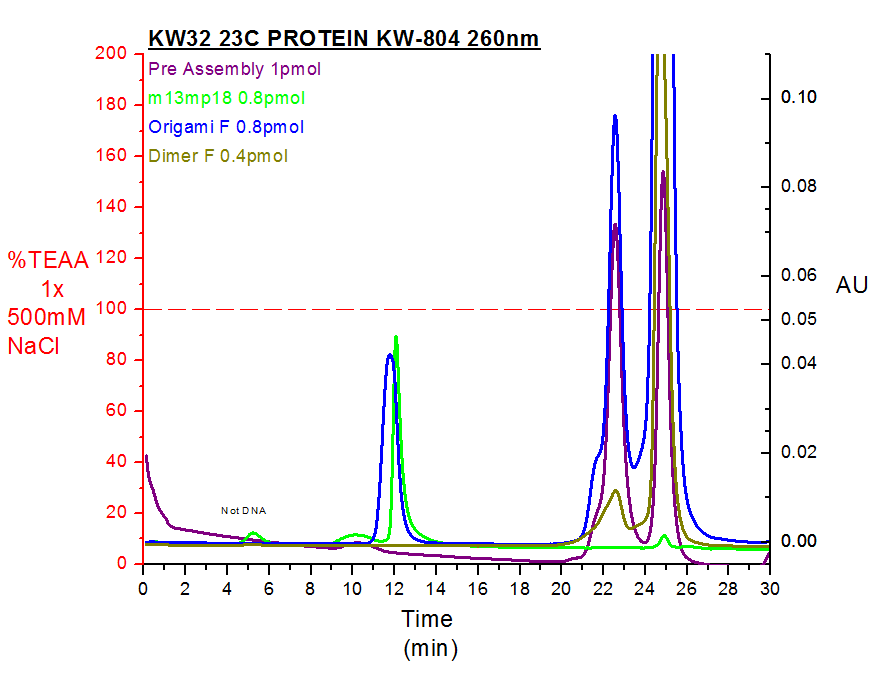 KW32 23C PROTEIN KW-804 260nm
Pre Assembly 1pmol
m13mp18 0.8pmol
Origami F 0.8pmol
Dimer F 0.4pmol
200
180
160
140
120
100
80
60
40
20
0
%TEAA
1x
500mM
NaCl
Not DNA
0.10
0.08
0.06
0.05
0.04
0.02
0.00
AU
0 2 4 6 8 10 12 14 16 18 20 22 24 26 28 30
Time
(min)